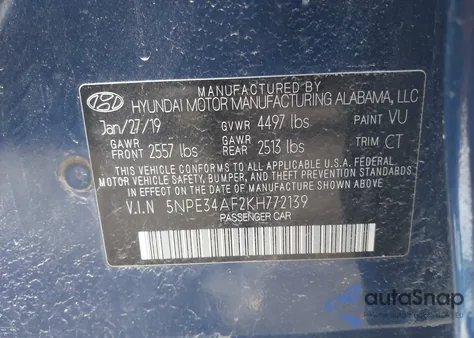 MANUFACTURED BY
HYUNDAI MOTOR MANUFACTURING ALABAMA, LLC
Jan/27/19 GVWR 4497 lbs PAINT VU
GAWR FRONT 2557 lbs GAWR REAR 2513 lbs TRIM CT
THIS VEHICLE CONFORMS TO ALL APPLICABLE U.S.A. FEDERAL
MOTOR VEHICLE SAFETY, BUMPER, AND THEFT PREVENTION STANDARDS
IN EFFECT ON THE DATE OF MANUFACTURE SHOWN ABOVE.
V.I.N 5NPE34AF2KH772139
PASSENGER CAR
autoSnap